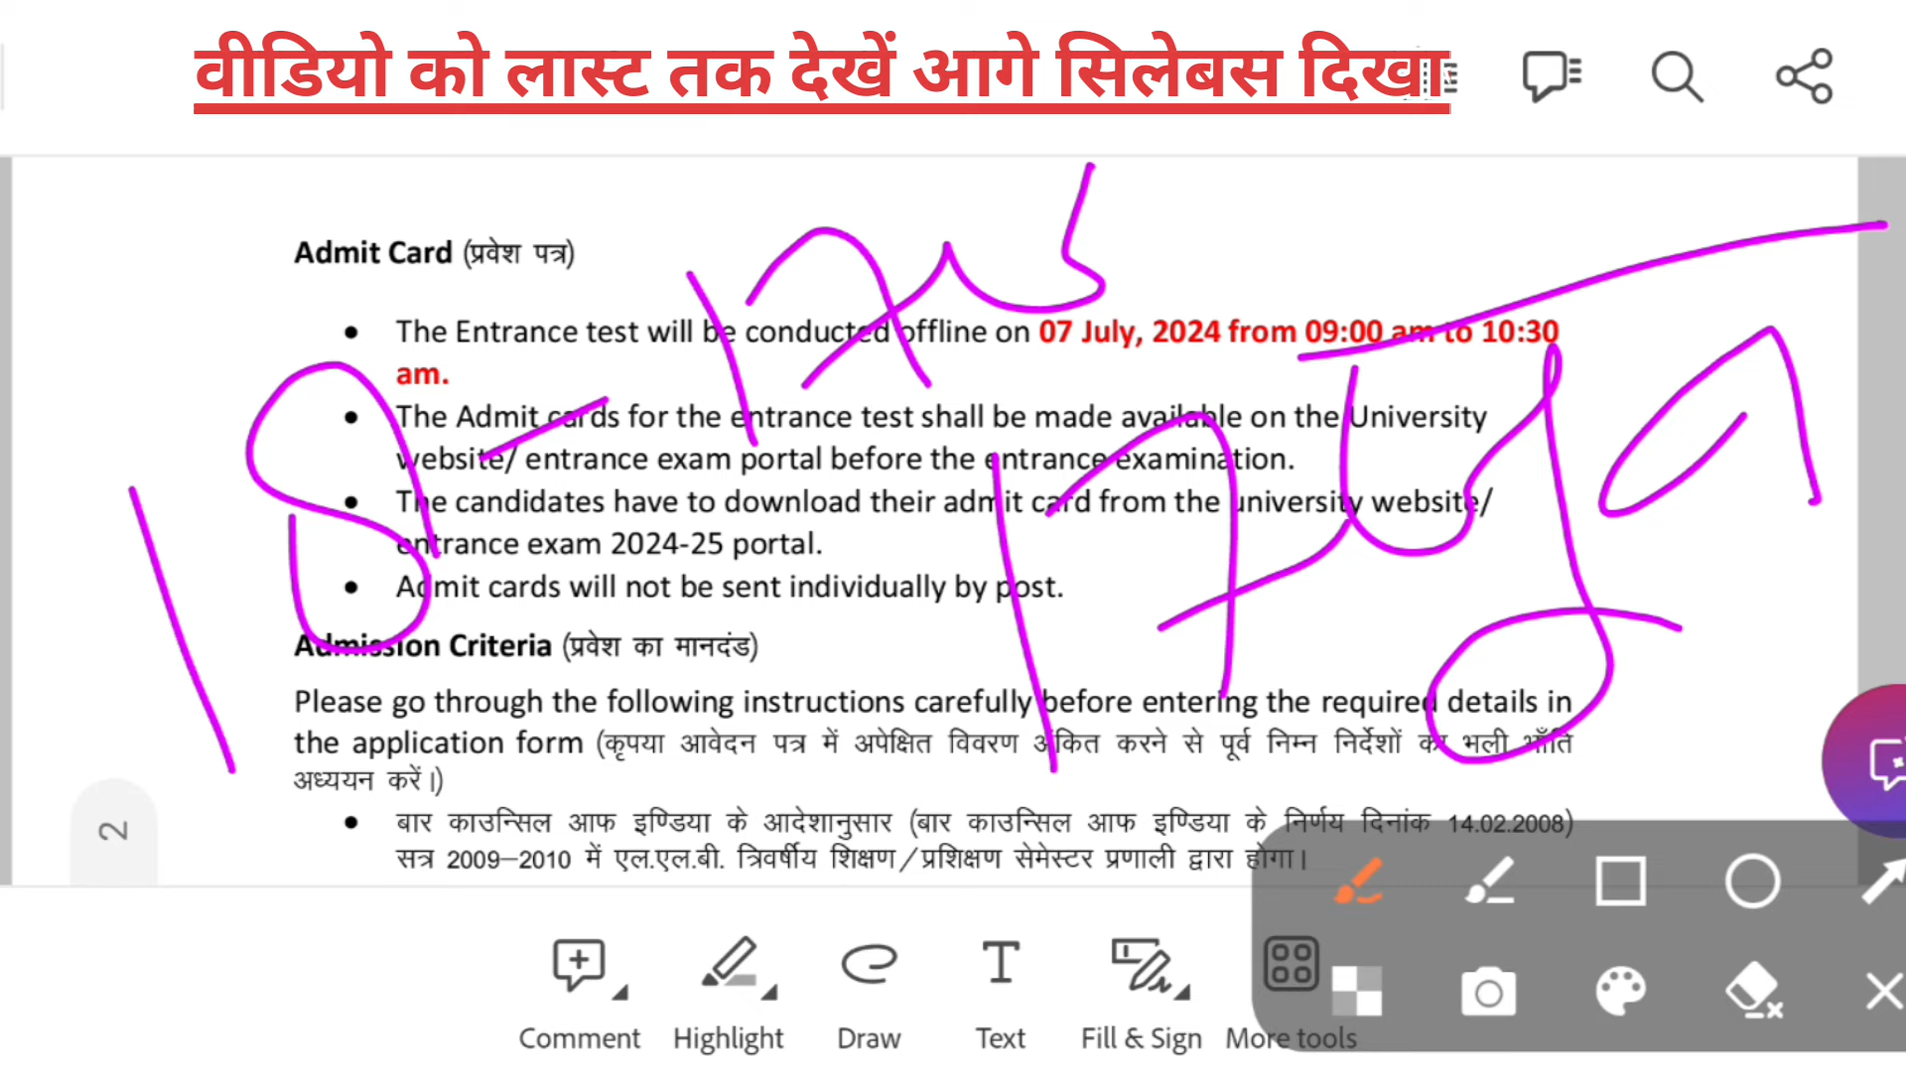 वीडियो को लास्ट तक देखें आगे सिलेबस दिखा
Admit Card (प्रवेश पत्र)
• The Entrance test will be conducted offline on 07 July, 2024 from 09:00 am to 10:30
am.
• The Admit cards for the entrance test shall be made available on the University
website/ entrance exam portal before the entrance examination.
• The candidates have to download their admit card from the university website/
entrance exam 2024-25 portal.
• Admit cards will not be sent individually by post.
Admission Criteria (प्रवेश का मानदंड)
Please go through the following instructions carefully before entering the required details in
the application form (कृपया आवेदन पत्र में अपेक्षित विवरण अंकित करने से पूर्व निम्न निर्देशों का भली भाँति
अध्ययन करें।)
• बार काउन्सिल आफ इण्डिया के आदेशानुसार (बार काउन्सिल आफ इण्डिया के निर्णय दिनांक 14.02.2008)
सत्र 2009–2010 में एल.एल.बी. त्रिवर्षीय शिक्षण/प्रशिक्षण सेमेस्टर प्रणाली द्वारा होगा।
2
Comment Highlight Draw Text Fill & Sign More tools